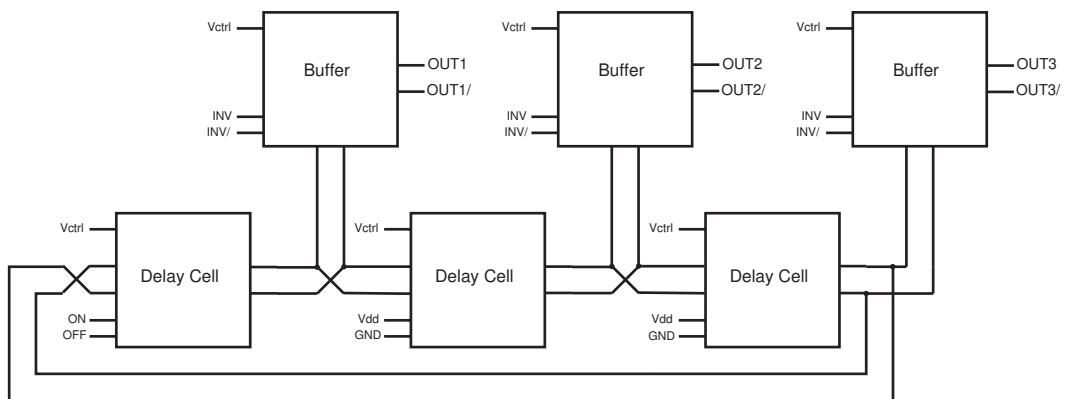 Vctrl
Buffer
OUT1
OUT1/
INV
INV/
Vctrl
Buffer
OUT2
OUT2/
INV
INV/
Vctrl
Buffer
OUT3
OUT3/
INV
INV/
Vctrl
Delay Cell
ON
OFF
Vctrl
Delay Cell
Vdd
GND
Vctrl
Delay Cell
Vdd
GND